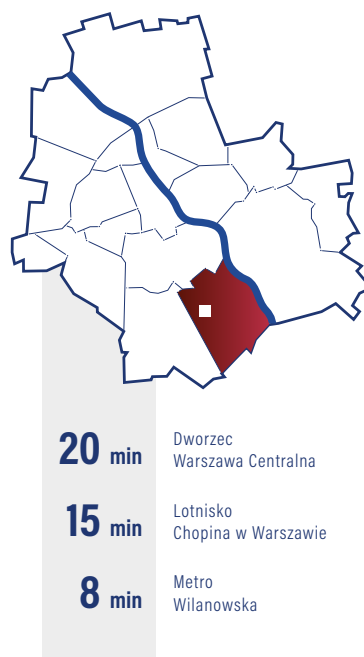 20 min
Dworzec
Warszawa Centralna
15 min
Lotnisko
Chopina w Warszawie
8 min
Metro
Wilanowska